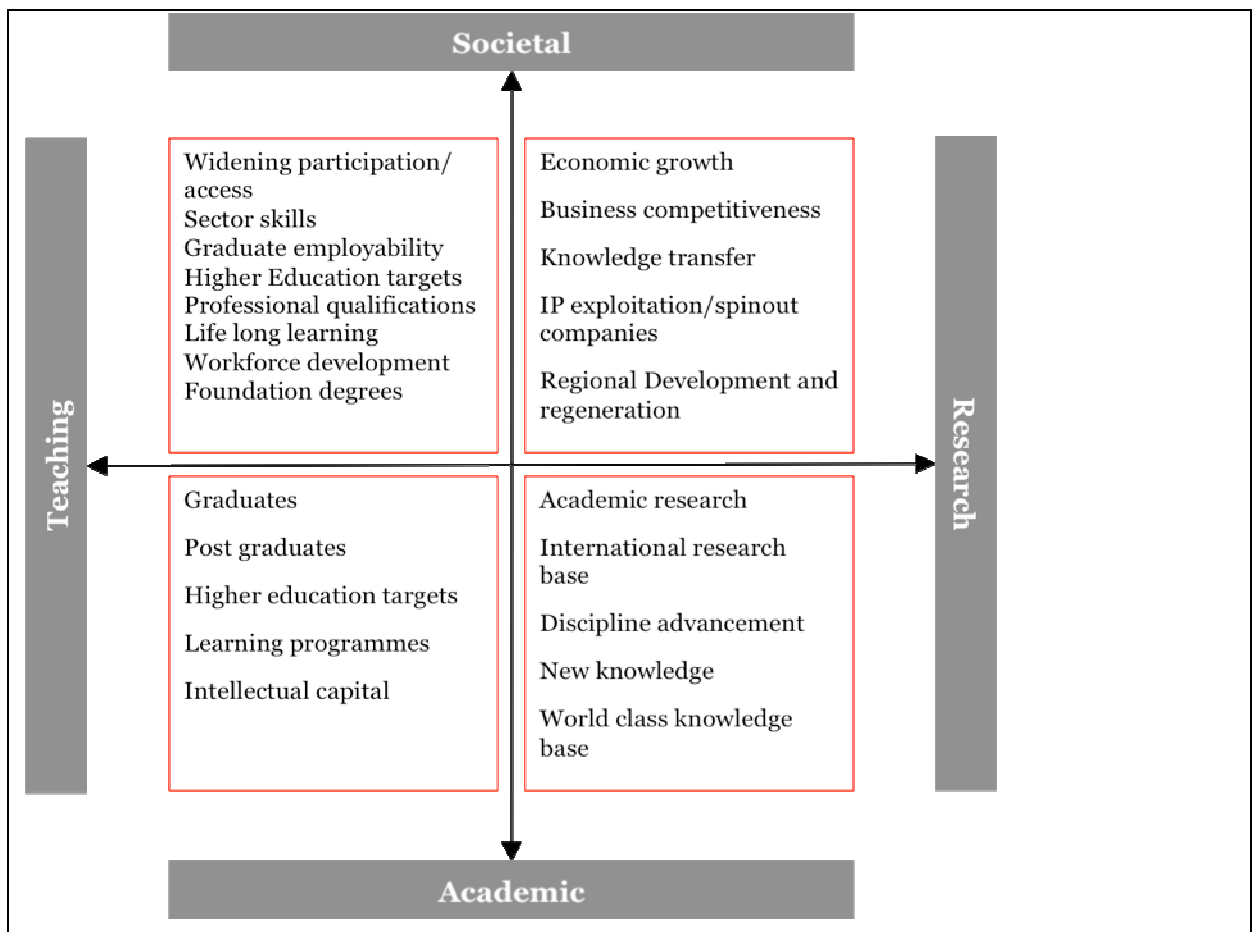 Societal
Teaching
Widening participation/
access
Sector skills
Graduate employability
Higher Education targets
Professional qualifications
Life long learning
Workforce development
Foundation degrees
Economic growth
Business competitiveness
Knowledge transfer
IP exploitation/spinout
companies
Regional Development and
regeneration
Research
Graduates
Post graduates
Higher education targets
Learning programmes
Intellectual capital
Academic research
International research
base
Discipline advancement
New knowledge
World class knowledge
base
Academic